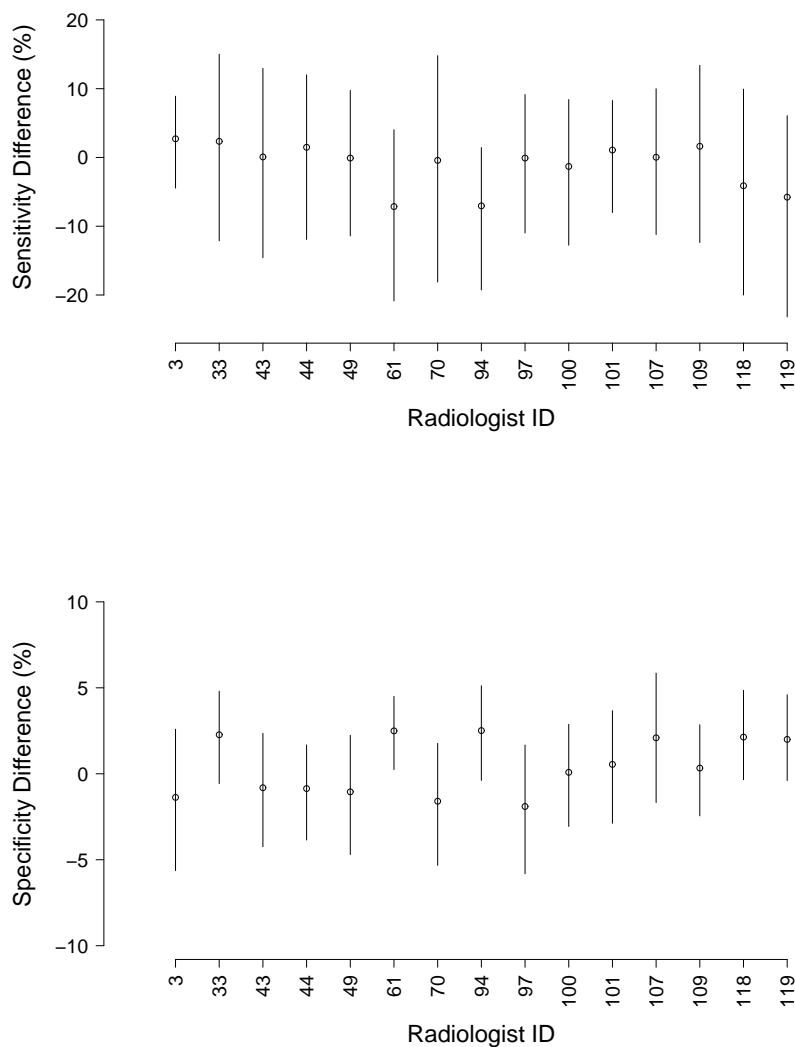 Sensitivity Difference (%)
20
10
0
−10
−20
3 33 43 44 49 61 70 94 97 100 101 107 109 118 119
Radiologist ID
Specificity Difference (%)
10
5
0
−5
−10
3 33 43 44 49 61 70 94 97 100 101 107 109 118 119
Radiologist ID